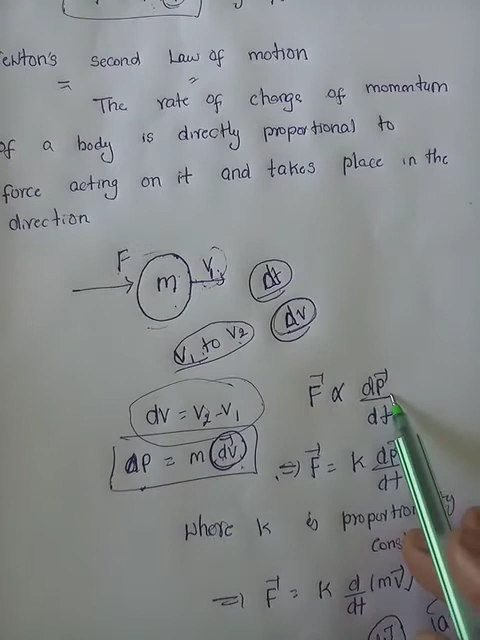 Newton's second Law of motion
The rate of change of momentum
of a body is directly proportional to
force acting on it and takes place in the
direction
F m V₁ dt
dv
V₁ to V₂
dv = V₂ - V₁
F⃗ ∝ dp⃗/dt
dp = m dv⃗
⇒ F⃗ = K dp⃗/dt
where K is
⇒ F⃗ = K d/dt (mv⃗)